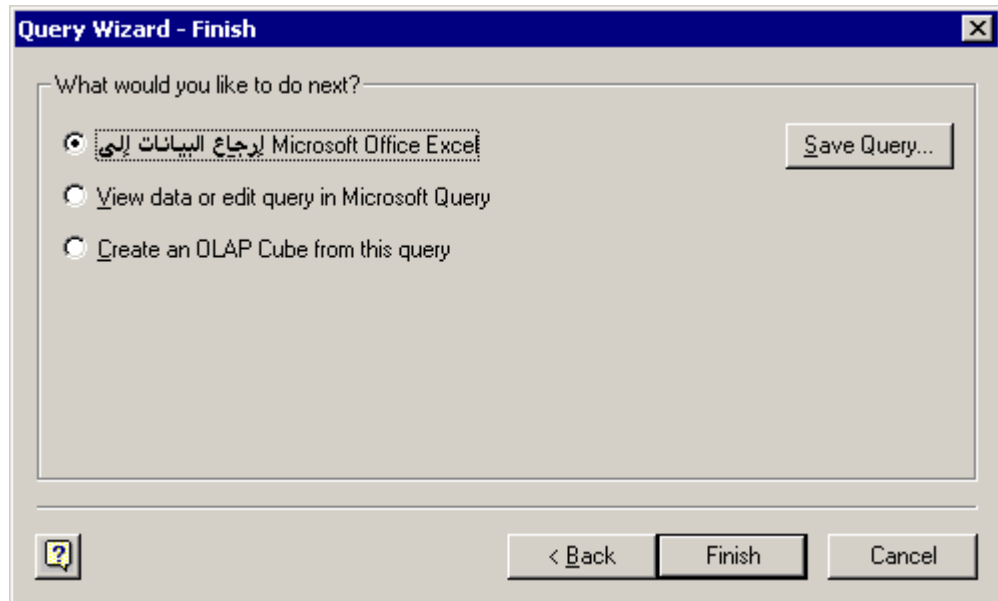 Query Wizard - Finish
What would you like to do next?
إرجاع البيانات إلى Microsoft Office Excel
Save Query...
View data or edit query in Microsoft Query
Create an OLAP Cube from this query
< Back
Finish
Cancel